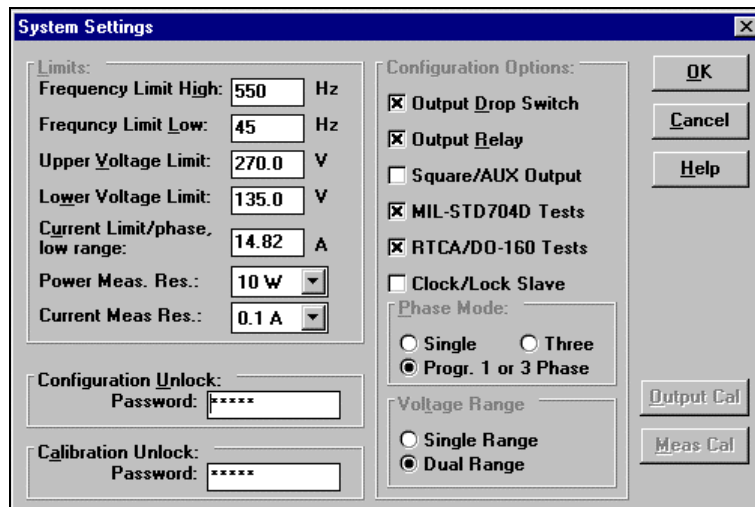 System Settings
Limits:
Frequency Limit High: 550 Hz
Frequncy Limit Low: 45 Hz
Upper Voltage Limit: 270.0 V
Lower Voltage Limit: 135.0 V
Current Limit/phase,
low range: 14.82 A
Power Meas. Res.: 10 W
Current Meas Res.: 0.1 A
Configuration Unlock:
Password: *****
Calibration Unlock:
Password: *****
Configuration Options:
Output Drop Switch
Output Relay
Square/AUX Output
MIL-STD704D Tests
RTCA/DO-160 Tests
Clock/Lock Slave
Phase Mode:
Single Three
Progr. 1 or 3 Phase
Voltage Range
Single Range
Dual Range
OK
Cancel
Help
Output Cal
Meas Cal